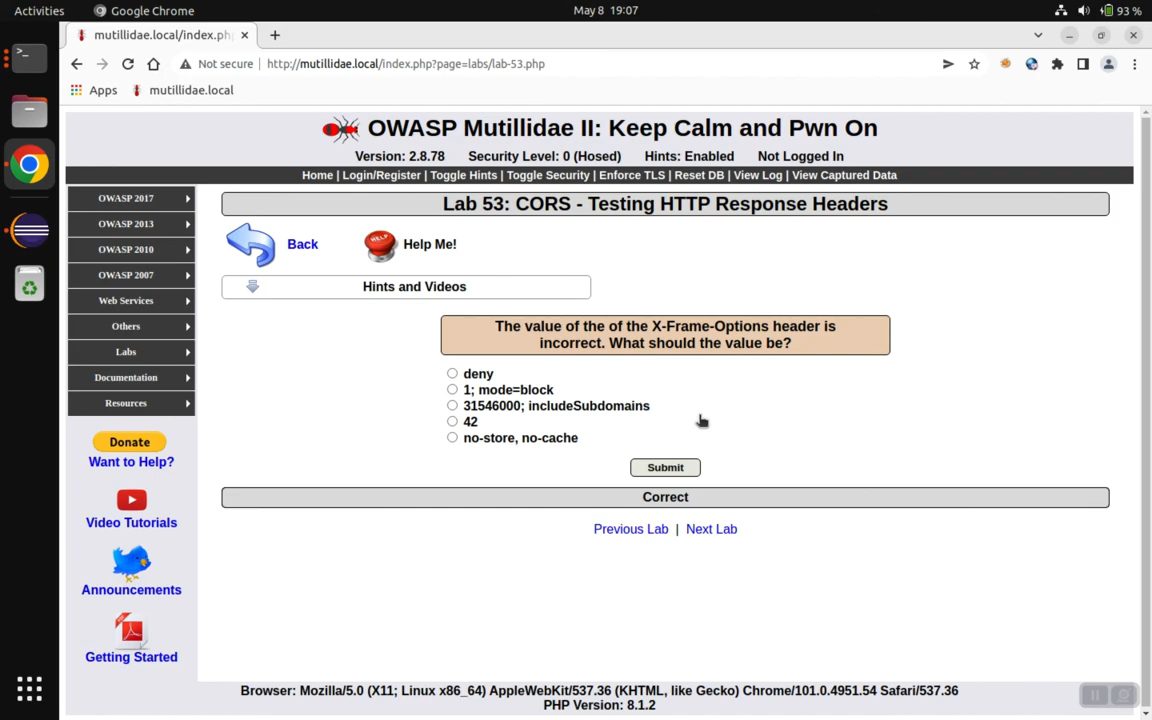 Activities
Google Chrome
May 8 19:07
93 %
mutillidae.local/index.ph
Not secure
http://mutillidae.local/index.php?page=labs/lab-53.php
Apps
mutillidae.local
OWASP Mutillidae II: Keep Calm and Pwn On
Version: 2.8.78 Security Level: 0 (Hosed) Hints: Enabled Not Logged In
Home | Login/Register | Toggle Hints | Toggle Security | Enforce TLS | Reset DB | View Log | View Captured Data
OWASP 2017
OWASP 2013
OWASP 2010
OWASP 2007
Web Services
Others
Labs
Documentation
Resources
Donate
Want to Help?
Video Tutorials
Announcements
Getting Started
Lab 53: CORS - Testing HTTP Response Headers
Back
HELP
Help Me!
Hints and Videos
The value of the of the X-Frame-Options header is
incorrect. What should the value be?
deny
1; mode=block
31546000; includeSubdomains
42
no-store, no-cache
Submit
Correct
Previous Lab | Next Lab
Browser: Mozilla/5.0 (X11; Linux x86_64) AppleWebKit/537.36 (KHTML, like Gecko) Chrome/101.0.4951.54 Safari/537.36
PHP Version: 8.1.2